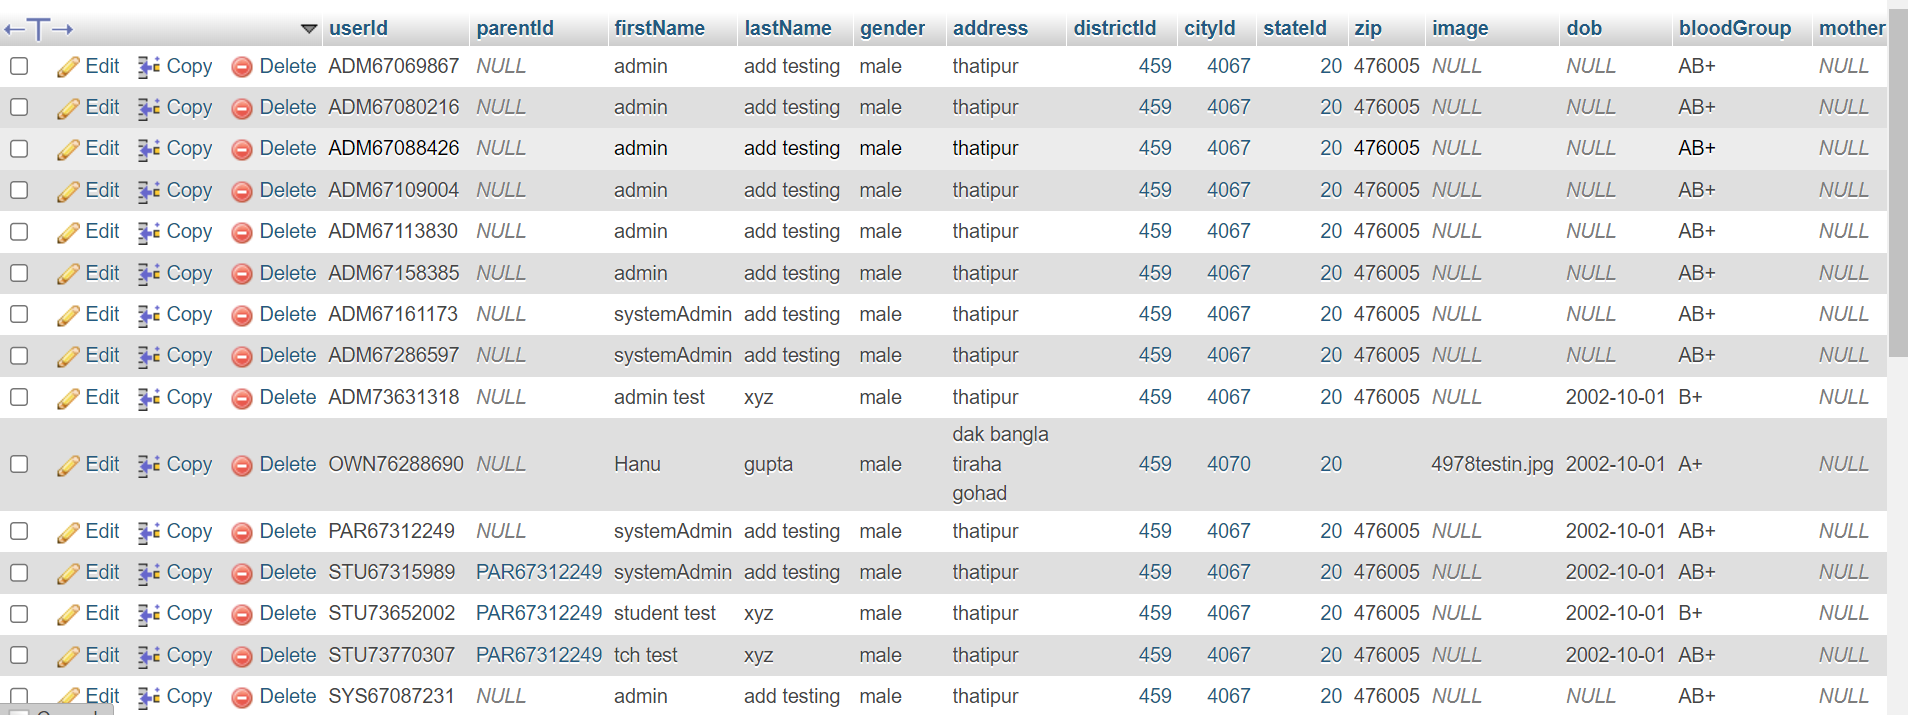 userId parentId firstName lastName gender address districtId cityId stateId zip image dob bloodGroup mother
Edit Copy Delete ADM67069867 NULL admin add testing male thatipur 459 4067 20 476005 NULL NULL AB+ NULL
Edit Copy Delete ADM67080216 NULL admin add testing male thatipur 459 4067 20 476005 NULL NULL AB+ NULL
Edit Copy Delete ADM67088426 NULL admin add testing male thatipur 459 4067 20 476005 NULL NULL AB+ NULL
Edit Copy Delete ADM67109004 NULL admin add testing male thatipur 459 4067 20 476005 NULL NULL AB+ NULL
Edit Copy Delete ADM67113830 NULL admin add testing male thatipur 459 4067 20 476005 NULL NULL AB+ NULL
Edit Copy Delete ADM67158385 NULL admin add testing male thatipur 459 4067 20 476005 NULL NULL AB+ NULL
Edit Copy Delete ADM67161173 NULL systemAdmin add testing male thatipur 459 4067 20 476005 NULL NULL AB+ NULL
Edit Copy Delete ADM67286597 NULL systemAdmin add testing male thatipur 459 4067 20 476005 NULL NULL AB+ NULL
Edit Copy Delete ADM73631318 NULL admin test xyz male thatipur 459 4067 20 476005 NULL 2002-10-01 B+ NULL
dak bangla
Edit Copy Delete OWN76288690 NULL Hanu gupta male tiraha 459 4070 20 4978testin.jpg 2002-10-01 A+ NULL
gohad
Edit Copy Delete PAR67312249 NULL systemAdmin add testing male thatipur 459 4067 20 476005 NULL 2002-10-01 AB+ NULL
Edit Copy Delete STU67315989 PAR67312249 systemAdmin add testing male thatipur 459 4067 20 476005 NULL 2002-10-01 AB+ NULL
Edit Copy Delete STU73652002 PAR67312249 student test xyz male thatipur 459 4067 20 476005 NULL 2002-10-01 B+ NULL
Edit Copy Delete STU73770307 PAR67312249 tch test xyz male thatipur 459 4067 20 476005 NULL 2002-10-01 AB+ NULL
Edit Copy Delete SYS67087231 NULL admin add testing male thatipur 459 4067 20 476005 NULL NULL AB+ NULL